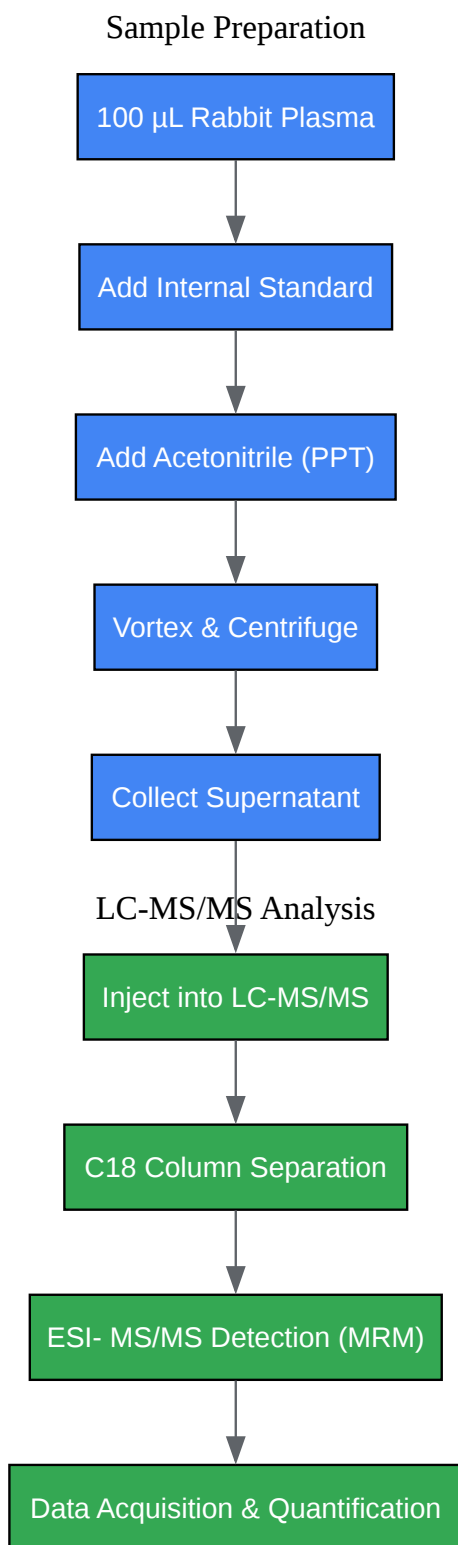 Sample Preparation
100 µL Rabbit Plasma
Add Internal Standard
Add Acetonitrile (PPT)
Vortex & Centrifuge
Collect Supernatant
LC-MS/MS Analysis
Inject into LC-MS/MS
C18 Column Separation
ESI- MS/MS Detection (MRM)
Data Acquisition & Quantification